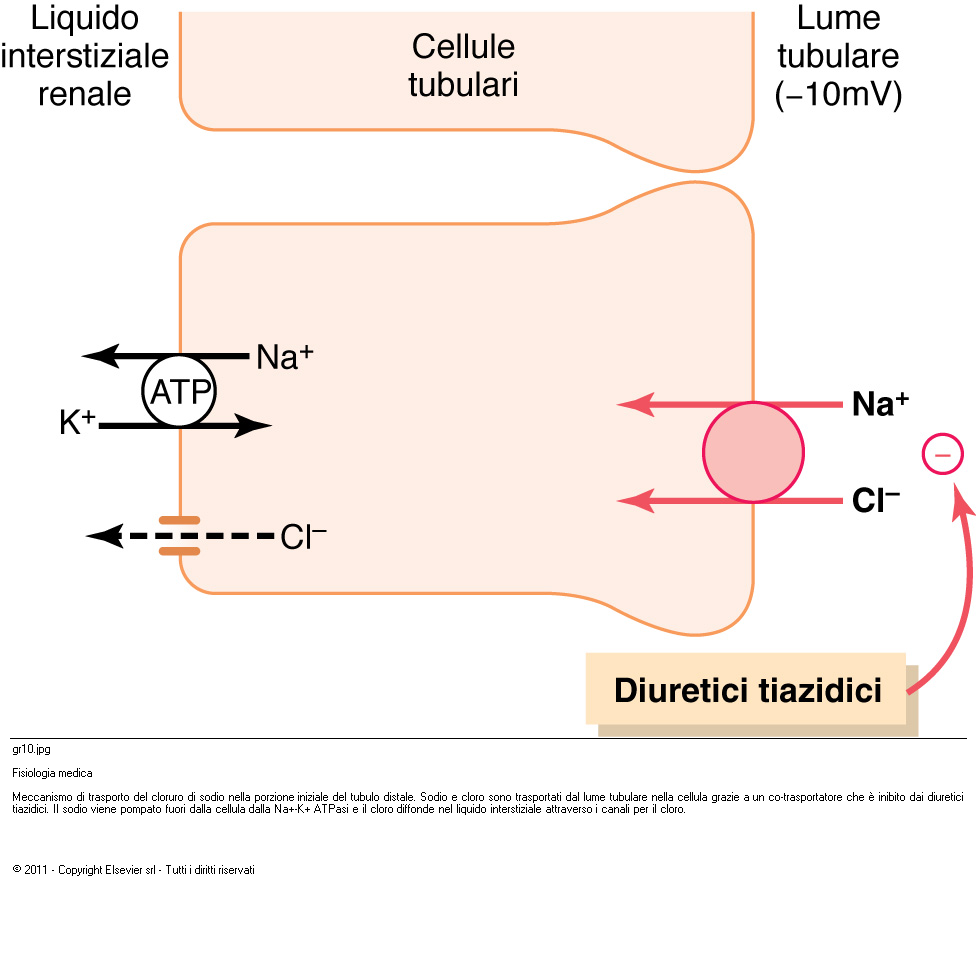 Liquido
interstiziale
renale
Cellule
tubulari
Lume
tubulare
(–10mV)
Na+
ATP
K+
Cl–
Na+
–
Cl–
Diuretici tiazidici
gr10.jpg
Fisiologia medica
Meccanismo di trasporto del cloruro di sodio nella porzione iniziale del tubulo distale. Sodio e cloro sono trasportati dal lume tubulare nella cellula grazie a un co-trasportatore che è inibito dai diuretici
tiazidici. Il sodio viene pompato fuori dalla cellula dalla Na+-K+ ATPasi e il cloro diffonde nel liquido interstiziale attraverso i canali per il cloro.
© 2011 - Copyright Elsevier srl - Tutti i diritti riservati